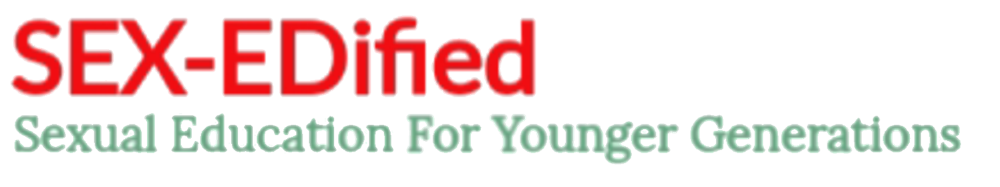 SEX-EDified
Sexual Education For Younger Generations